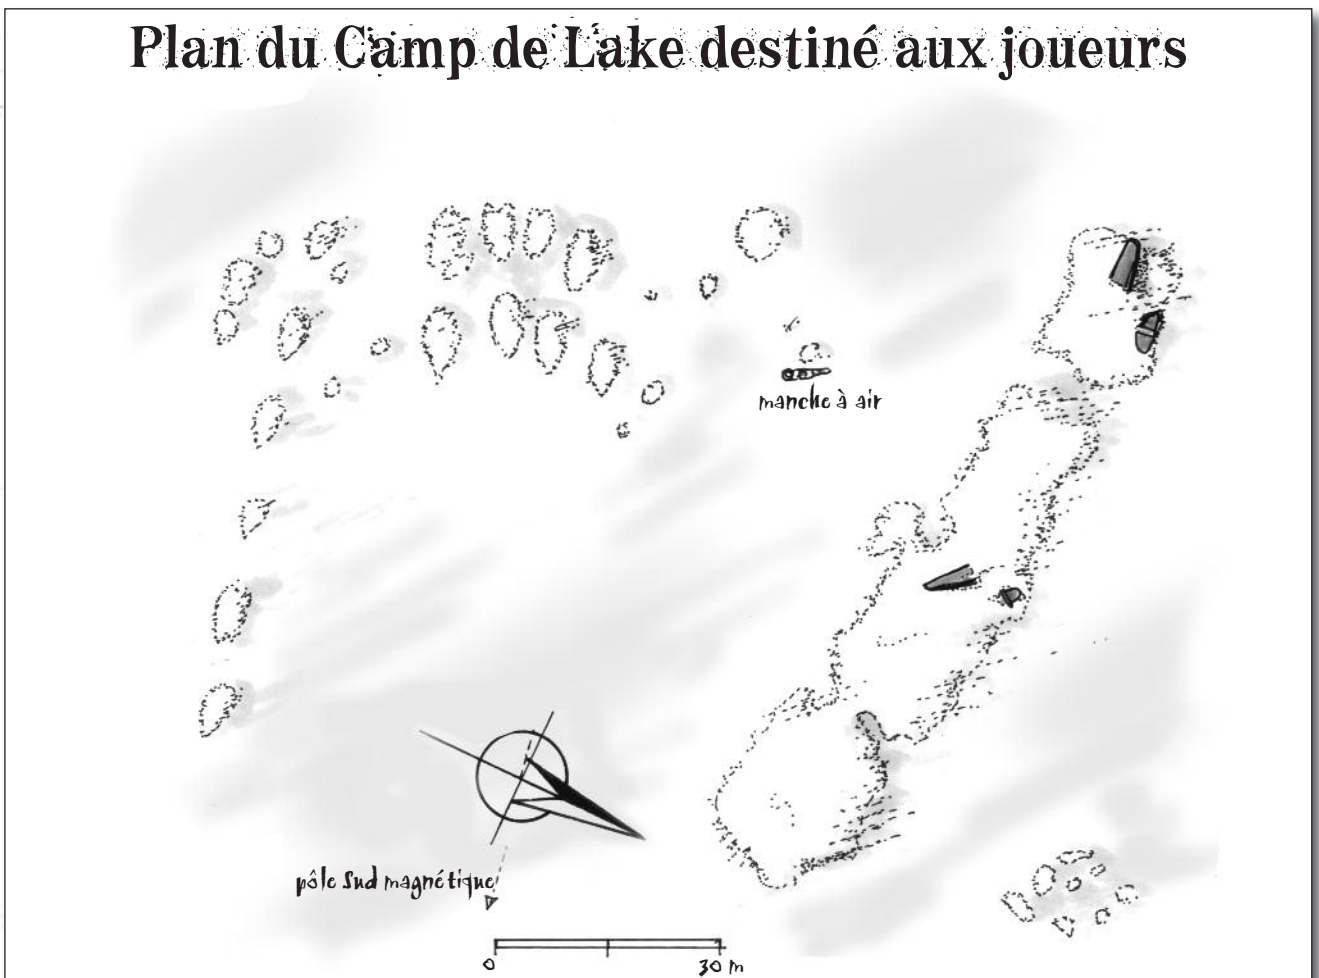 Plan du Camp de Lake destiné aux joueurs
manche à air
pôle Sud magnétique
0 30 m